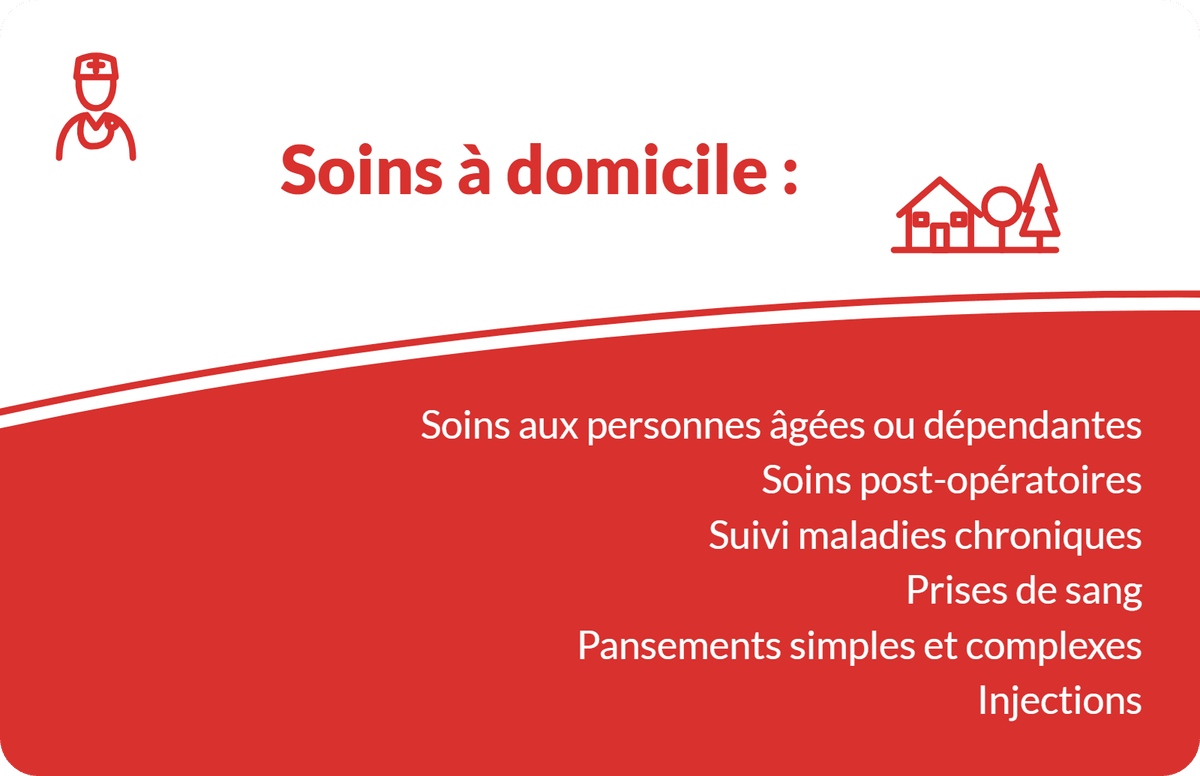 Soins à domicile :
Soins aux personnes âgées ou dépendantes
Soins post-opératoires
Suivi maladies chroniques
Prises de sang
Pansements simples et complexes
Injections